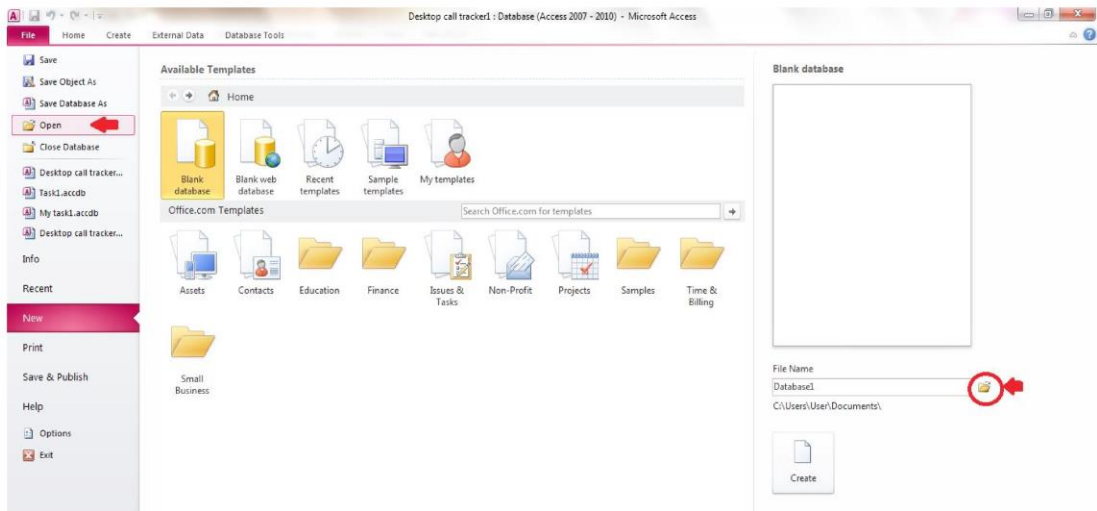 Desktop call tracker1 : Database (Access 2007 - 2010) - Microsoft Access
File Home Create External Data Database Tools
Save
Save Object As
Save Database As
Open
Close Database
Desktop call tracker...
Task1.accdb
My task1.accdb
Desktop call tracker...
Info
Recent
New
Print
Save & Publish
Help
Options
Exit
Available Templates
Home
Blank database
Blank web database
Recent templates
Sample templates
My templates
Office.com Templates
Search Office.com for templates
Assets
Contacts
Education
Finance
Issues & Tasks
Non-Profit
Projects
Samples
Time & Billing
Small Business
Blank database
File Name
Database1
C:\Users\User\Documents\
Create